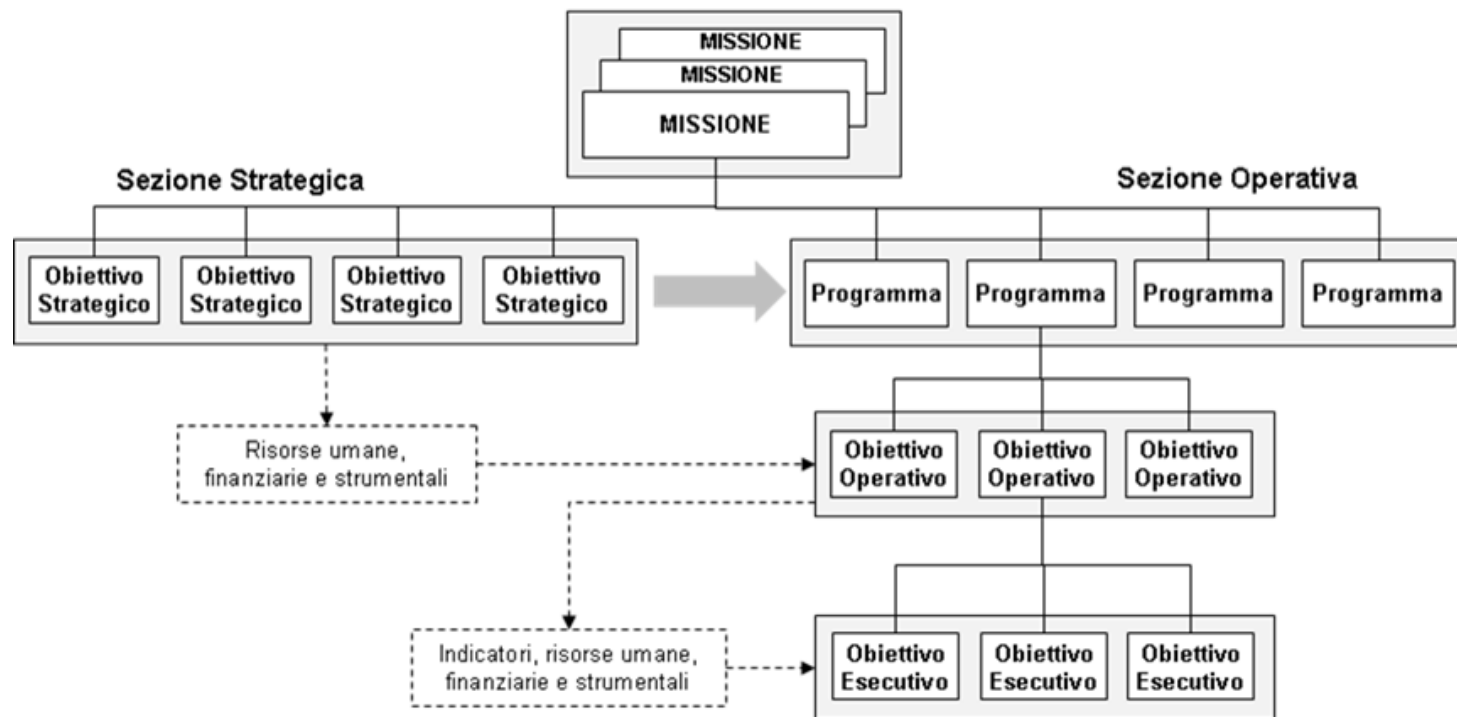 MISSIONE
MISSIONE
MISSIONE
Sezione Strategica
Sezione Operativa
Obiettivo
Strategico
Obiettivo
Strategico
Obiettivo
Strategico
Obiettivo
Strategico
Programma
Programma
Programma
Programma
Risorse umane,
finanziarie e strumentali
Obiettivo
Operativo
Obiettivo
Operativo
Obiettivo
Operativo
Indicatori, risorse umane,
finanziarie e strumentali
Obiettivo
Esecutivo
Obiettivo
Esecutivo
Obiettivo
Esecutivo